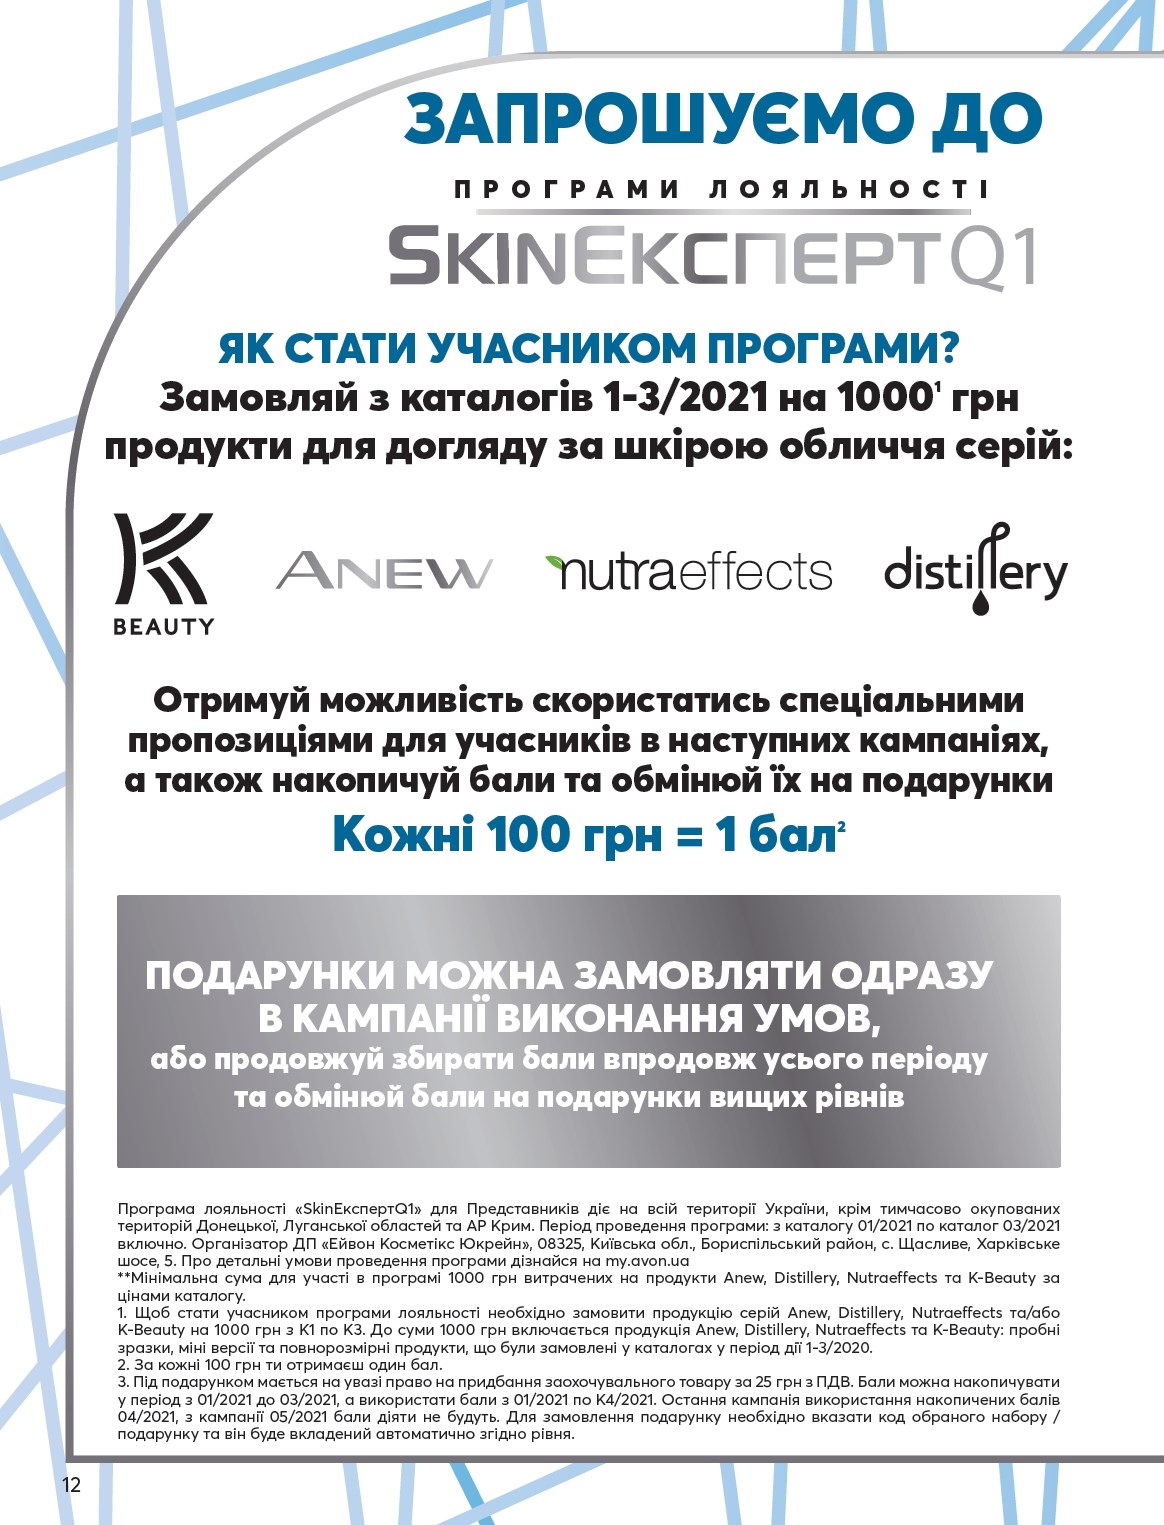 ЗАПРОШУЄМО ДО
ПРОГРАМИ ЛОЯЛЬНОСТІ
SKINЕКСПЕРТQ1
ЯК СТАТИ УЧАСНИКОМ ПРОГРАМИ?
Замовляй з каталогів 1-3/2021 на 1000¹ грн
продукти для догляду за шкірою обличчя серій:
K BEAUTY ANEW nutraeffects distillery
Отримуй можливість скористатись спеціальними
пропозиціями для учасників в наступних кампаніях,
а також накопичуй бали та обмінюй їх на подарунки
Кожні 100 грн = 1 бал²
ПОДАРУНКИ МОЖНА ЗАМОВЛЯТИ ОДРАЗУ
В КАМПАНІЇ ВИКОНАННЯ УМОВ,
або продовжуй збирати бали впродовж усього періоду
та обмінюй бали на подарунки вищих рівнів
Програма лояльності «SkinЕкспертQ1» для Представників діє на всій території України, крім тимчасово окупованих
територій Донецької, Луганської областей та АР Крим. Період проведення програми: з каталогу 01/2021 по каталог 03/2021
включно. Організатор ДП «Ейвон Косметікс Юкрейн», 08325, Київська обл., Бориспільський район, с. Щасливе, Харківське
шосе, 5. Про детальні умови проведення програми дізнайся на my.avon.ua
**Мінімальна сума для участі в програмі 1000 грн витрачених на продукти Anew, Distillery, Nutraeffects та K-Beauty за
цінами каталогу.
1. Щоб стати учасником програми лояльності необхідно замовити продукцію серій Anew, Distillery, Nutraeffects та/або
K-Beauty на 1000 грн з К1 по К3. До суми 1000 грн включається продукція Anew, Distillery, Nutraeffects та K-Beauty: пробні
зразки, міні версії та повнорозмірні продукти, що були замовлені у каталогах у період дії 1-3/2020.
2. За кожні 100 грн ти отримаєш один бал.
3. Під подарунком мається на увазі право на придбання заохочувального товару за 25 грн з ПДВ. Бали можна накопичувати
у період з 01/2021 до 03/2021, а використати бали з 01/2021 по К4/2021. Остання кампанія використання накопичених балів
04/2021, з кампанії 05/2021 бали діяти не будуть. Для замовлення подарунку необхідно вказати код обраного набору /
подарунку та він буде вкладений автоматично згідно рівня.
12